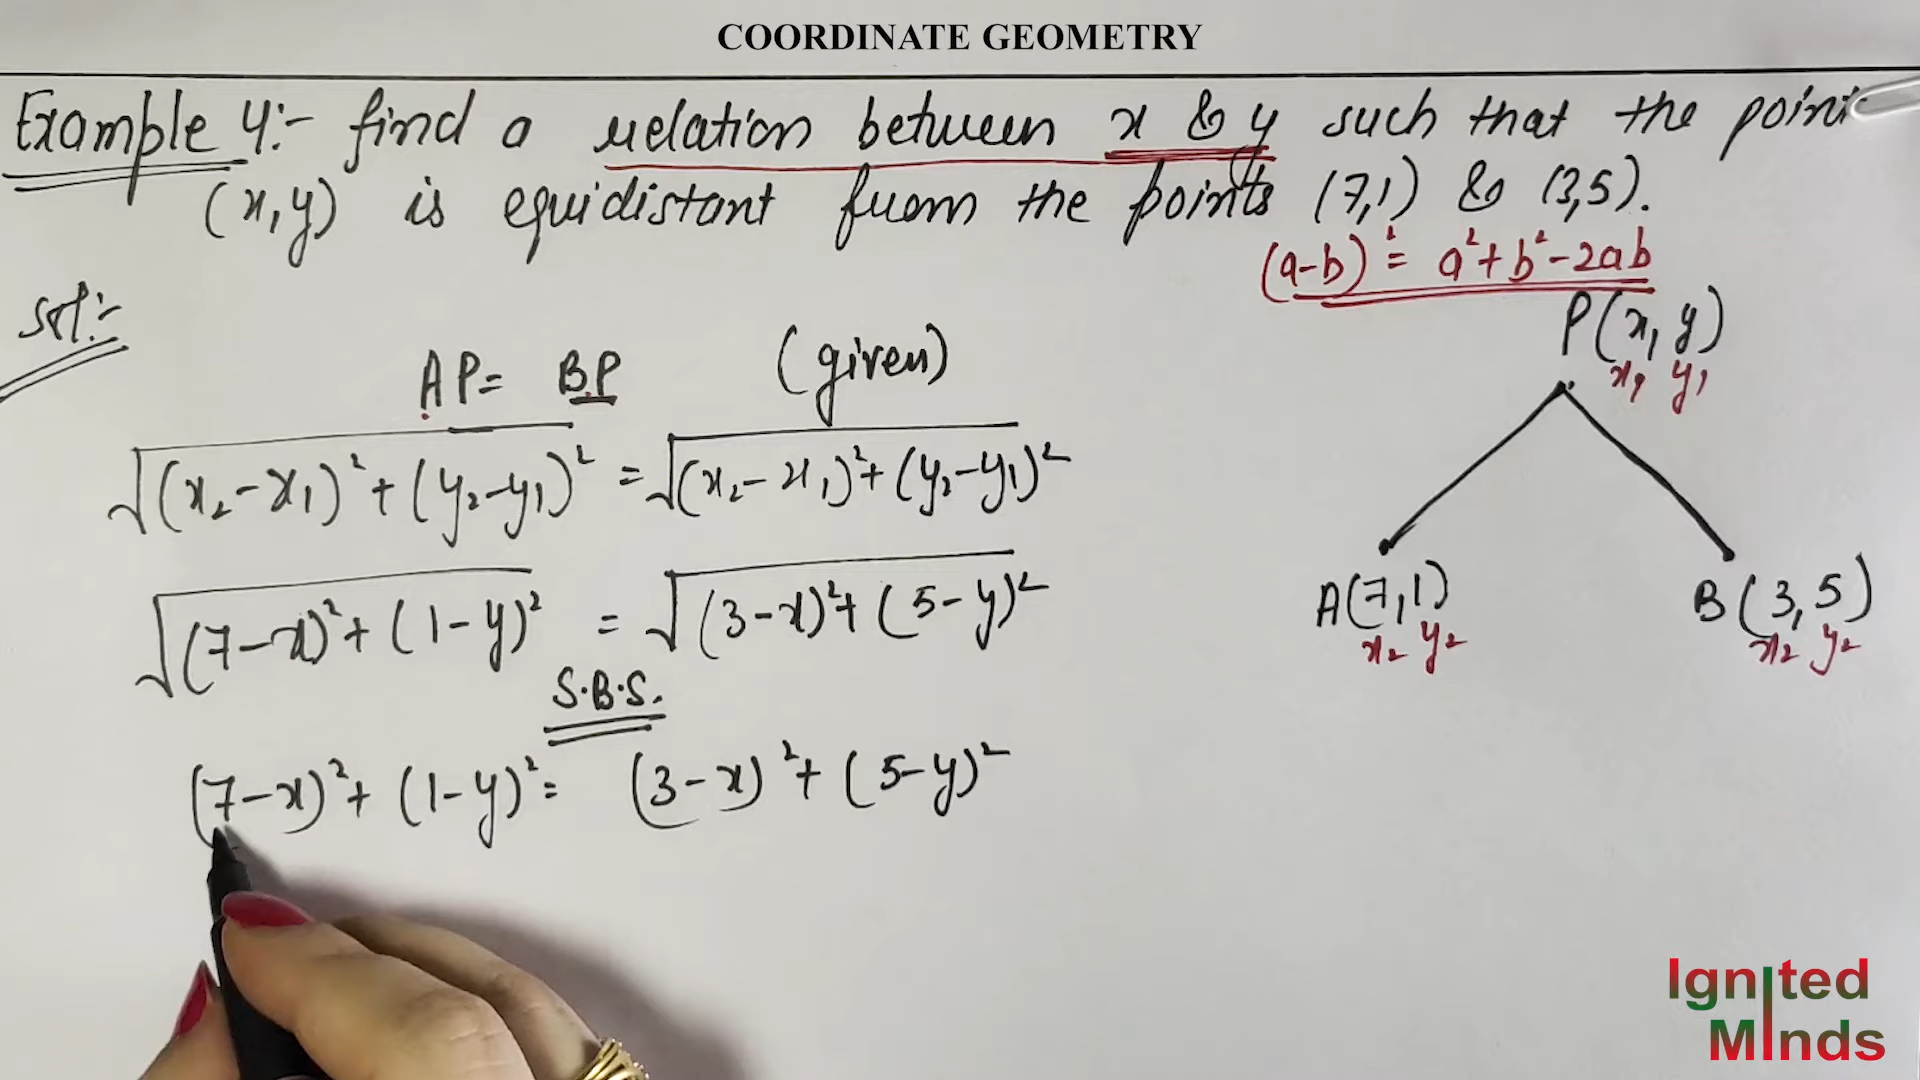 COORDINATE GEOMETRY
Example 4:- find a relation between x & y such that the point
(x,y) is equidistant from the points (7,1) & (3,5).
(a-b)² = a²+b²-2ab
Sol:-
P(x, y)
x₁ y₁
AP = BP (given)
√(x₂-x₁)²+(y₂-y₁)² = √(x₂-x₁)²+(y₂-y₁)²
√(7-x)²+(1-y)² = √(3-x)²+(5-y)²
A(7,1) B(3,5)
x₂ y₂ x₂ y₂
S.B.S.
(7-x)²+(1-y)² = (3-x)²+(5-y)²
Ignited
Minds